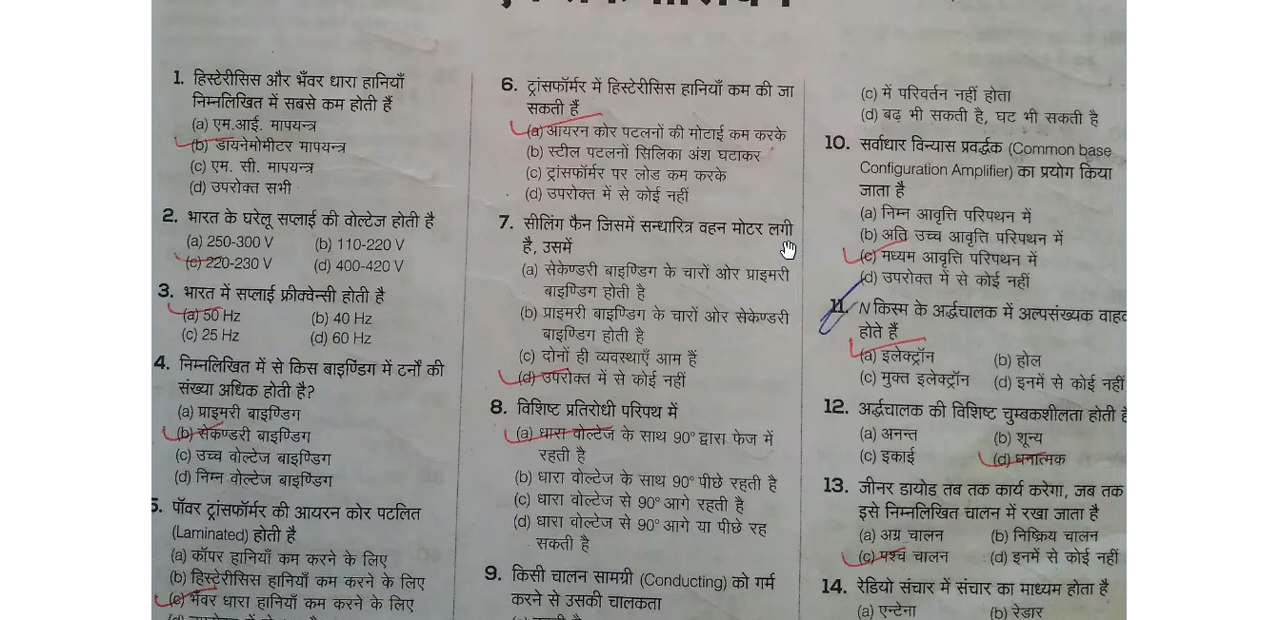 1. हिस्टेरीसिस और भँवर धारा हानियाँ
निम्नलिखित में सबसे कम होती हैं
(a) एम.आई. मापयन्त्र
(b) डायनेमोमीटर मापयन्त्र
(c) एम. सी. मापयन्त्र
(d) उपरोक्त सभी
2. भारत के घरेलू सप्लाई की वोल्टेज होती है
(a) 250-300 V (b) 110-220 V
(c) 220-230 V (d) 400-420 V
3. भारत में सप्लाई फ्रीक्वेन्सी होती है
(a) 50 Hz (b) 40 Hz
(c) 25 Hz (d) 60 Hz
4. निम्नलिखित में से किस बाइण्डिंग में टर्नों की
संख्या अधिक होती है?
(a) प्राइमरी बाइण्डिग
(b) सेकण्डरी बाइण्डिग
(c) उच्च वोल्टेज बाइण्डिग
(d) निम्न वोल्टेज बाइण्डिग
5. पॉवर ट्रांसफॉर्मर की आयरन कोर पटलित
(Laminated) होती है
(a) कॉपर हानियाँ कम करने के लिए
(b) हिस्टेरीसिस हानियाँ कम करने के लिए
(c) भँवर धारा हानियाँ कम करने के लिए
6. ट्रांसफॉर्मर में हिस्टेरीसिस हानियाँ कम की जा
सकती हैं
(a) आयरन कोर पटलनों की मोटाई कम करके
(b) स्टील पटलनों सिलिका अंश घटाकर
(c) ट्रांसफॉर्मर पर लोड कम करके
(d) उपरोक्त में से कोई नहीं
7. सीलिंग फैन जिसमें सन्धारित्र वहन मोटर लगी
है, उसमें
(a) सेकेण्डरी बाइण्डिग के चारों ओर प्राइमरी
बाइण्डिग होती है
(b) प्राइमरी बाइण्डिग के चारों ओर सेकेण्डरी
बाइण्डिग होती है
(c) दोनों ही व्यवस्थाएँ आम हैं
(d) उपरोक्त में से कोई नहीं
8. विशिष्ट प्रतिरोधी परिपथ में
(a) धारा वोल्टेज के साथ 90° द्वारा फेज में
रहती है
(b) धारा वोल्टेज के साथ 90° पीछे रहती है
(c) धारा वोल्टेज से 90° आगे रहती है
(d) धारा वोल्टेज से 90° आगे या पीछे रह
सकती है
9. किसी चालन सामग्री (Conducting) को गर्म
करने से उसकी चालकता
(c) में परिवर्तन नहीं होता
(d) बढ़ भी सकती है, घट भी सकती है
10. सर्वाधार विन्यास प्रवर्द्धक (Common base
Configuration Amplifier) का प्रयोग किया
जाता है
(a) निम्न आवृत्ति परिपथन में
(b) अति उच्च आवृत्ति परिपथन में
(c) मध्यम आवृत्ति परिपथन में
(d) उपरोक्त में से कोई नहीं
11. N किस्म के अर्द्धचालक में अल्पसंख्यक
होते हैं
(a) इलेक्ट्रॉन (b) होल
(c) मुक्त इलेक्ट्रॉन (d) इनमें से कोई नहीं
12. अर्द्धचालक की विशिष्ट चुम्बकशीलता होती है
(a) अनन्त (b) शून्य
(c) इकाई (d) धनात्मक
13. जीनर डायोड तब तक कार्य करेगा, जब तक
इसे निम्नलिखित चालन में रखा जाता है
(a) अग्र चालन (b) निष्क्रिय चालन
(c) पश्च चालन (d) इनमें से कोई नहीं
14. रेडियो संचार में संचार का माध्यम होता है
(a) एन्टेना (b) रेडार